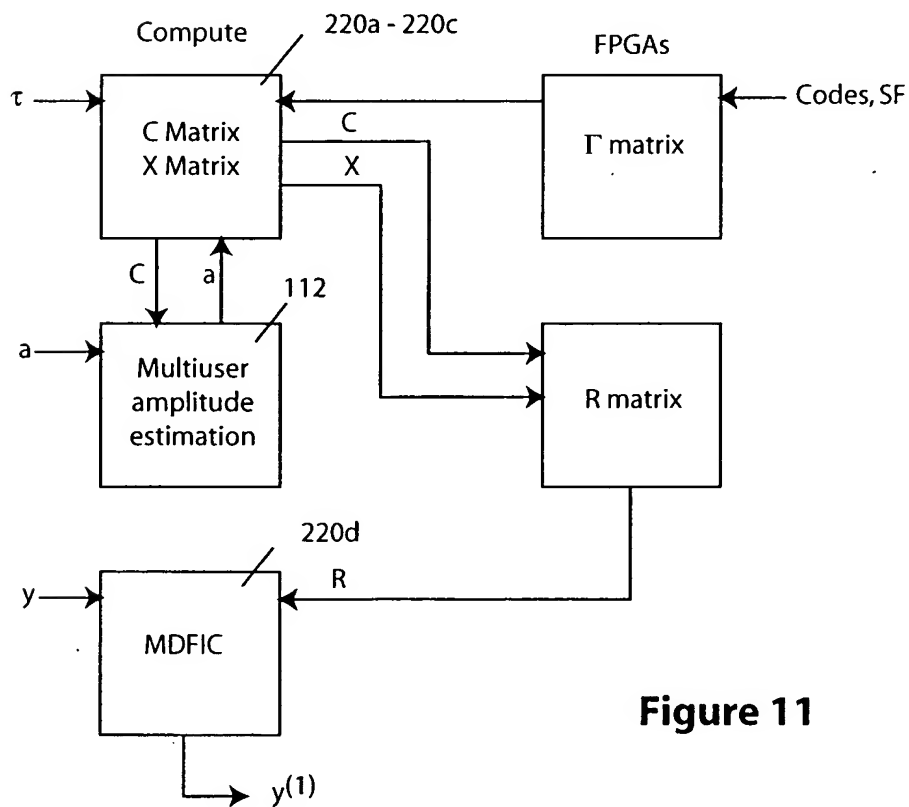 Compute
220a - 220c
FPGAs
τ
C Matrix
X Matrix
C
X
Γ matrix
Codes, SF
C
a
112
a
Multiuser
amplitude
estimation
R matrix
220d
R
y
MDFIC
y(1)
Figure 11